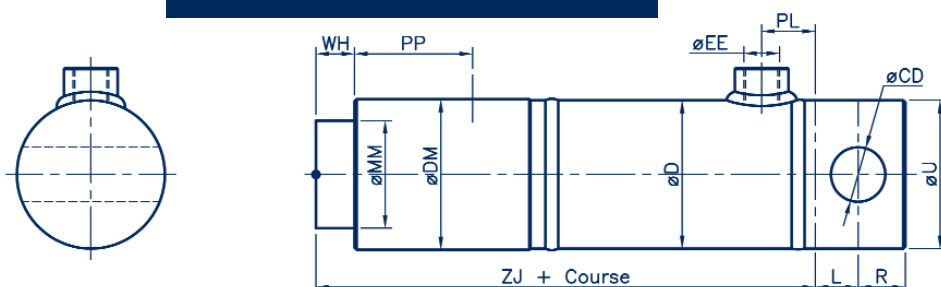 PL
WH PP øEE
øCD
øMM
øDM
øD
øU
ZJ + Course L R